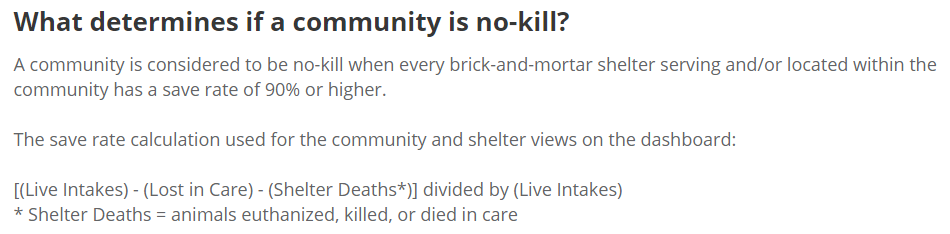 What determines if a community is no-kill?
A community is considered to be no-kill when every brick-and-mortar shelter serving and/or located within the
community has a save rate of 90% or higher.
The save rate calculation used for the community and shelter views on the dashboard:
[(Live Intakes) - (Lost in Care) - (Shelter Deaths*)] divided by (Live Intakes)
* Shelter Deaths = animals euthanized, killed, or died in care